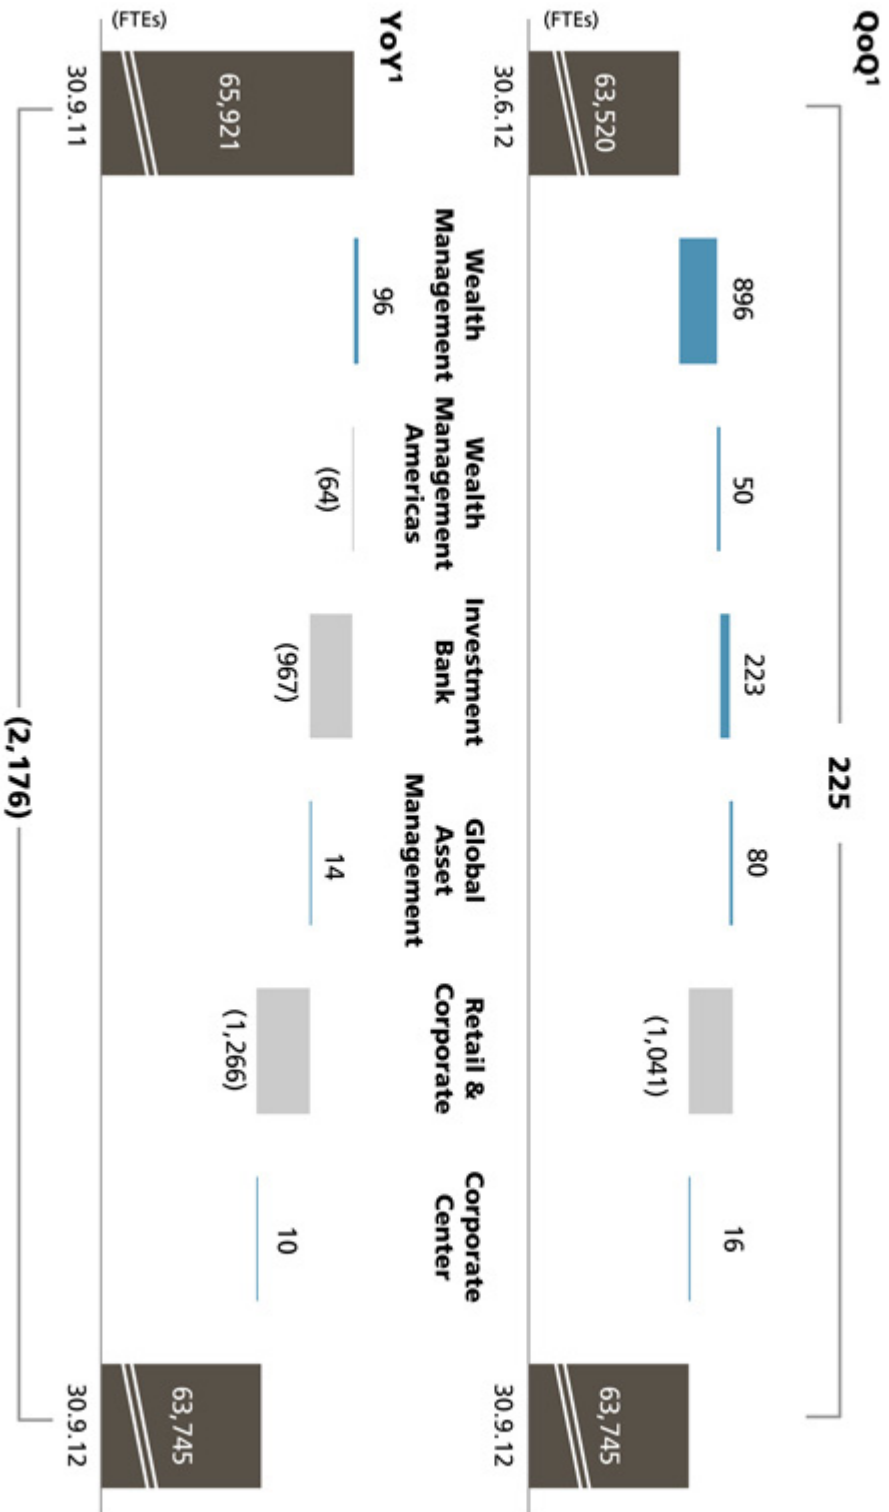 QoQ¹
225
(FTEs)
63,520
896
50
223
80
(1,041)
16
63,745
30.6.12
30.9.12
Wealth
Management
Wealth
Management
Americas
Investment
Bank
Global
Asset
Management
Retail &
Corporate
Corporate
Center
YoY¹
(FTEs)
65,921
96
(64)
(967)
14
(1,266)
10
63,745
30.9.11
30.9.12
(2,176)